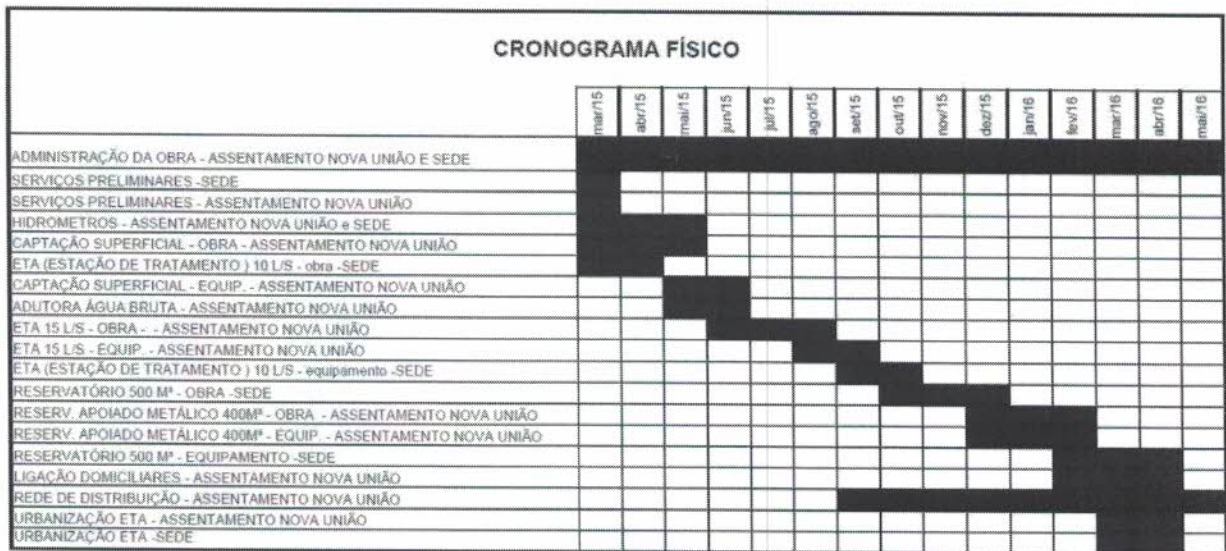 CRONOGRAMA FÍSICO
mar/15 abr/15 mai/15 jun/15 jul/15 ago/15 set/15 out/15 nov/15 dez/15 jan/16 fev/16 mar/16 abr/16 mai/16
ADMINISTRAÇÃO DA OBRA - ASSENTAMENTO NOVA UNIÃO E SEDE
SERVIÇOS PRELIMINARES -SEDE
SERVIÇOS PRELIMINARES - ASSENTAMENTO NOVA UNIÃO
HIDROMETROS - ASSENTAMENTO NOVA UNIÃO e SEDE
CAPTAÇÃO SUPERFICIAL - OBRA - ASSENTAMENTO NOVA UNIÃO
ETA (ESTAÇÃO DE TRATAMENTO ) 10 L/S - obra -SEDE
CAPTAÇÃO SUPERFICIAL - EQUIP. - ASSENTAMENTO NOVA UNIÃO
ADUTORA ÁGUA BRUTA - ASSENTAMENTO NOVA UNIÃO
ETA 15 L/S - OBRA - - ASSENTAMENTO NOVA UNIÃO
ETA 15 L/S - EQUIP. - ASSENTAMENTO NOVA UNIÃO
ETA (ESTAÇÃO DE TRATAMENTO ) 10 L/S - equipamento -SEDE
RESERVATÓRIO 500 M³ - OBRA -SEDE
RESERV. APOIADO METÁLICO 400M³ - OBRA - ASSENTAMENTO NOVA UNIÃO
RESERV. APOIADO METÁLICO 400M³ - EQUIP. - ASSENTAMENTO NOVA UNIÃO
RESERVATÓRIO 500 M³ - EQUIPAMENTO -SEDE
LIGAÇÃO DOMICILIARES - ASSENTAMENTO NOVA UNIÃO
REDE DE DISTRIBUIÇÃO - ASSENTAMENTO NOVA UNIÃO
URBANIZAÇÃO ETA - ASSENTAMENTO NOVA UNIÃO
URBANIZAÇÃO ETA -SEDE